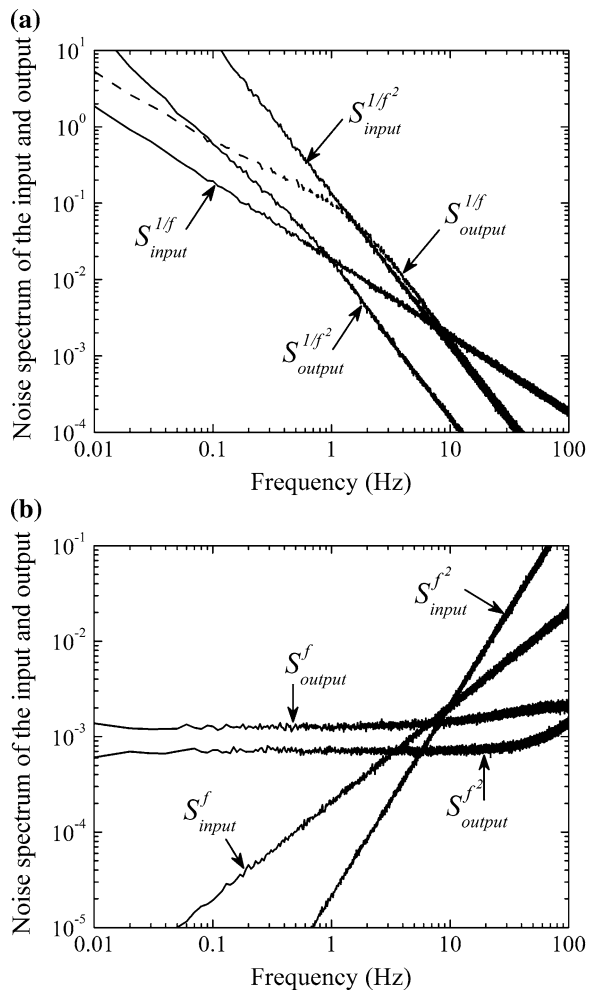 (a)
Noise spectrum of the input and output
10^1
10^0
10^-1
10^-2
10^-3
10^-4
S_input^1/f^2
S_output^1/f
S_input^1/f
S_output^1/f^2
0.01 0.1 1 10 100
Frequency (Hz)
(b)
Noise spectrum of the input and output
10^-1
10^-2
10^-3
10^-4
10^-5
S_input^f^2
S_output^f
S_input^f
S_output^f^2
0.01 0.1 1 10 100
Frequency (Hz)